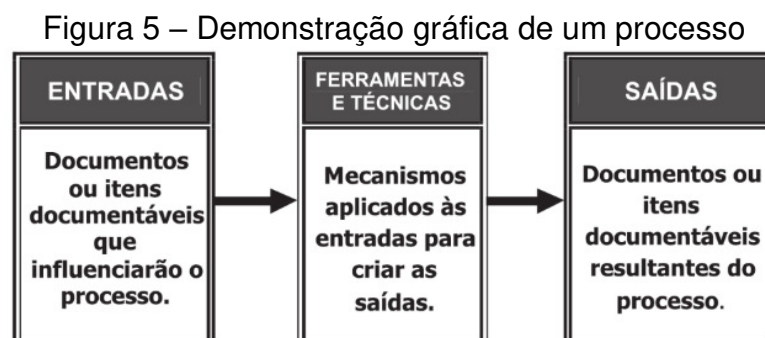 Figura 5 – Demonstração gráfica de um processo
ENTRADAS
Documentos
ou itens
documentáveis
que
influenciarão o
processo.
FERRAMENTAS
E TÉCNICAS
Mecanismos
aplicados às
entradas para
criar as
saídas.
SAÍDAS
Documentos ou
itens
documentáveis
resultantes do
processo.